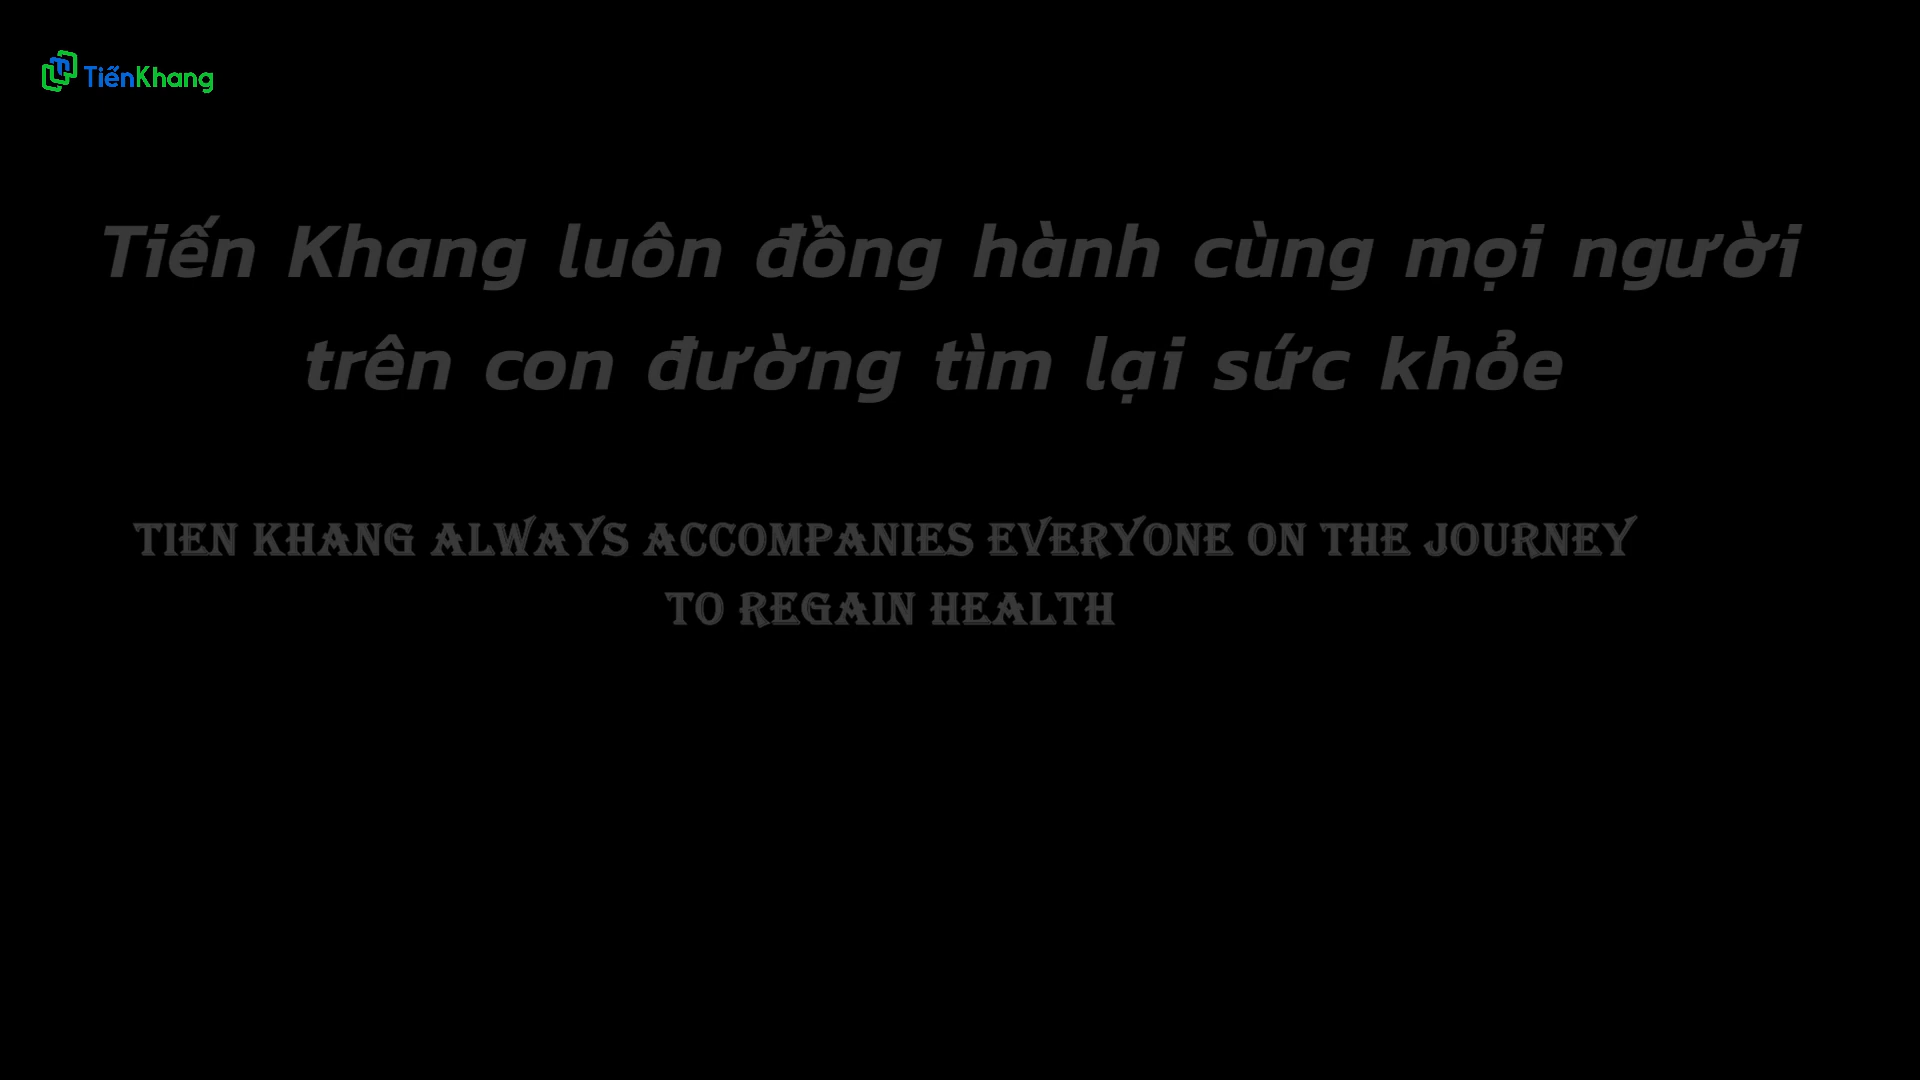 TiếnKhang
Tiến Khang luôn đồng hành cùng mọi người
trên con đường tìm lại sức khỏe
TIEN KHANG ALWAYS ACCOMPANIES EVERYONE ON THE JOURNEY
TO REGAIN HEALTH